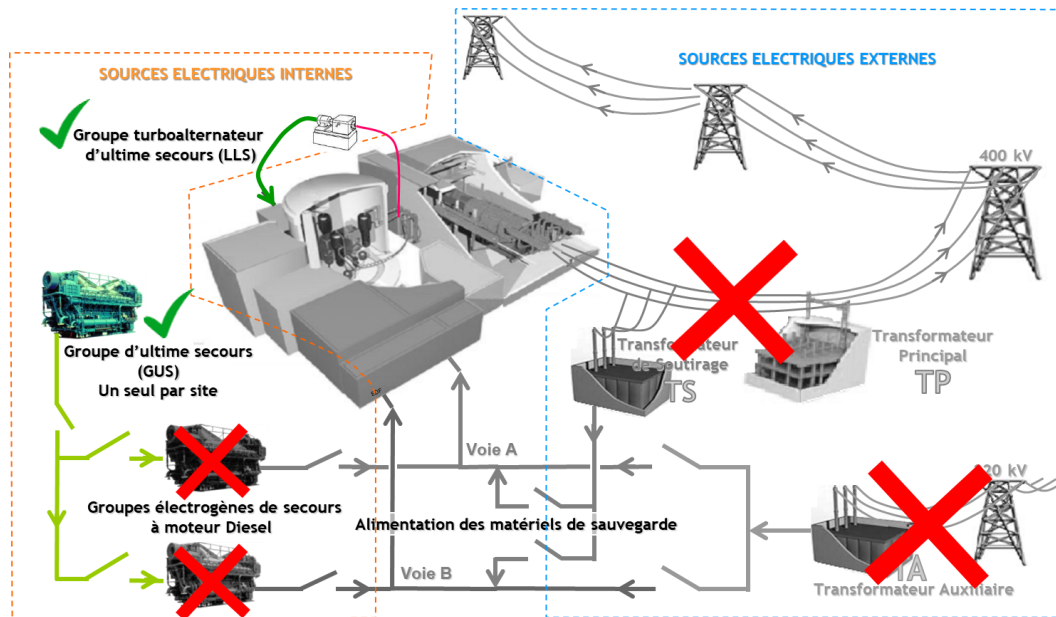 SOURCES ELECTRIQUES INTERNES
SOURCES ELECTRIQUES EXTERNES
Groupe turboalternateur
d'ultime secours (LLS)
400 kV
Groupe d'ultime secours
(GUS)
Un seul par site
Transformateur
de Soutirage
TS
Transformateur
Principal
TP
Voie A
Groupes électrogènes de secours
à moteur Diesel
Alimentation des matériels de sauvegarde
Voie B
TA
Transformateur Auxiliaire